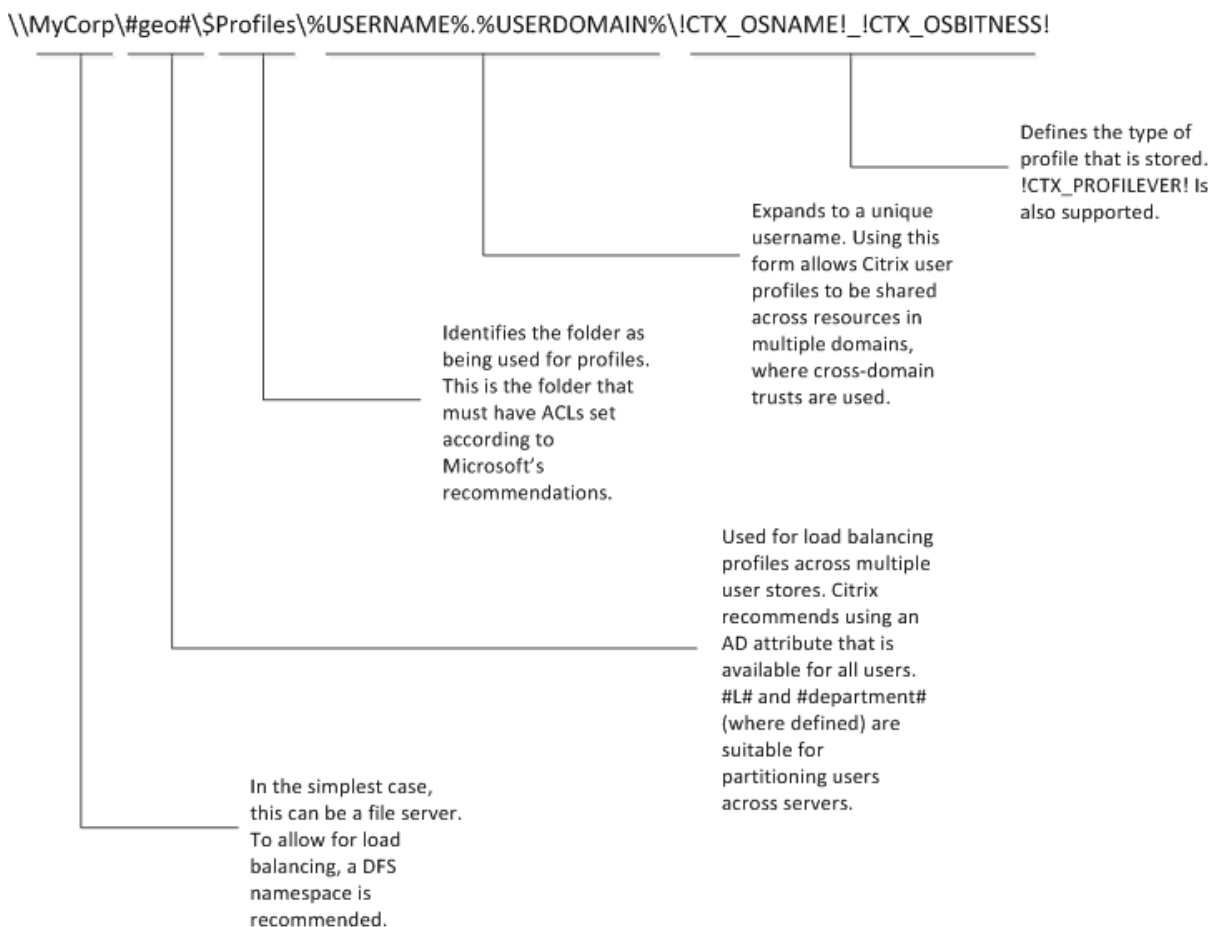 \\MyCorp\#geo#\$Profiles\%USERNAME%.%USERDOMAIN%\!CTX_OSNAME!_!CTX_OSBITNESS!
Defines the type of
profile that is stored.
!CTX_PROFILEVER! Is
also supported.
Expands to a unique
username. Using this
form allows Citrix user
profiles to be shared
across resources in
multiple domains,
where cross-domain
trusts are used.
Identifies the folder as
being used for profiles.
This is the folder that
must have ACLs set
according to
Microsoft's
recommendations.
Used for load balancing
profiles across multiple
user stores. Citrix
recommends using an
AD attribute that is
available for all users.
#L# and #department#
(where defined) are
suitable for
partitioning users
across servers.
In the simplest case,
this can be a file server.
To allow for load
balancing, a DFS
namespace is
recommended.